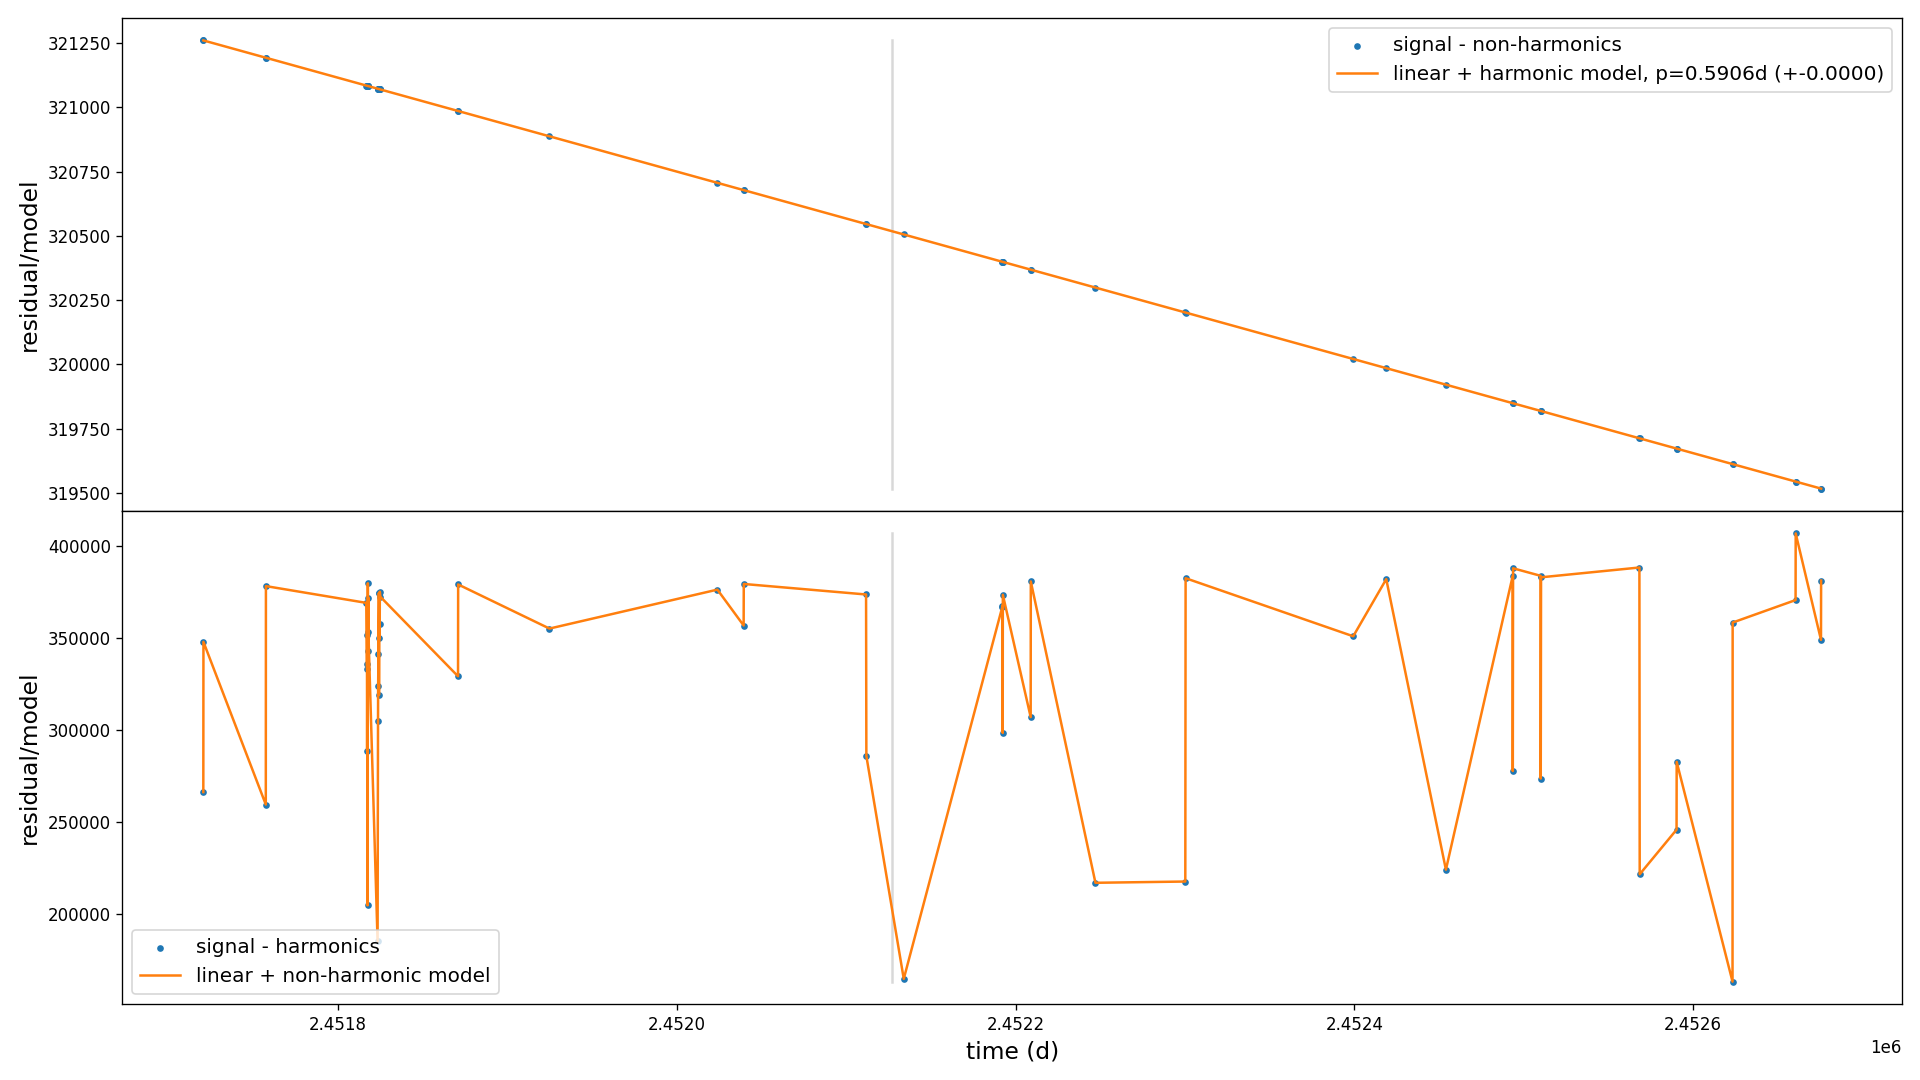 321250
321000
320750
320500
320250
320000
319750
319500
residual/model
signal - non-harmonics
linear + harmonic model, p=0.5906d (+-0.0000)
400000
350000
300000
250000
200000
residual/model
signal - harmonics
linear + non-harmonic model
2.4518
2.4520
2.4522
2.4524
2.4526
1e6
time (d)